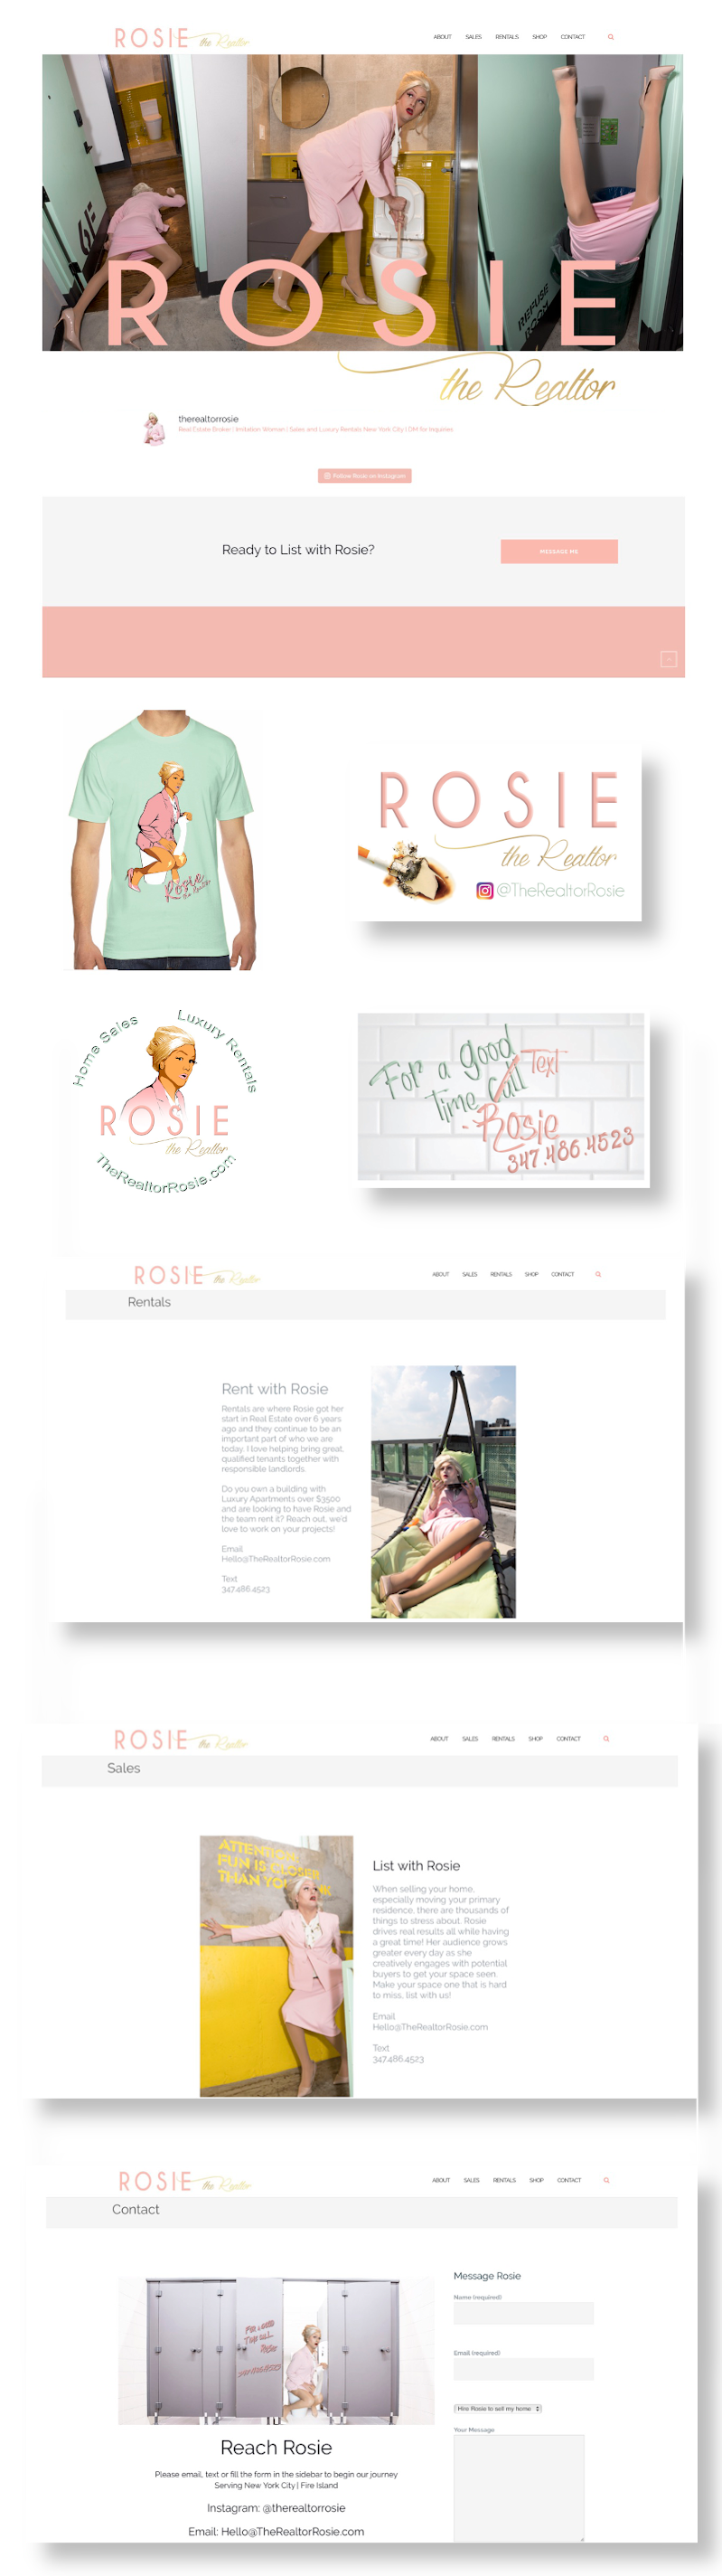 ROSIE the Realtor
ABOUT SALES RENTALS SHOP CONTACT
6F
REFUSE ROOM
ROSIE
the Realtor
therealtorrosie
Real Estate Broker | Imitation Woman | Sales and Luxury Rentals New York City | DM for Inquiries
Follow Rosie on Instagram
Ready to List with Rosie?
MESSAGE ME
ROSIE
the Realtor
@TheRealtorRosie
Home Sales Luxury Rentals
ROSIE
the Realtor
TheRealtorRosie.com
For a good
Time Call Text
- Rosie
347.486.4523
ROSIE the Realtor
ABOUT SALES RENTALS SHOP CONTACT
Rentals
Rent with Rosie
Rentals are where Rosie got her
start in Real Estate over 6 years
ago and they continue to be an
important part of who we are
today. I love helping bring great,
qualified tenants together with
responsible landlords.
Do you own a building with
Luxury Apartments over $3500
and are looking to have Rosie and
the team rent it? Reach out, we'd
love to work on your projects!
Email
Hello@TheRealtorRosie.com
Text
347.486.4523
ROSIE the Realtor
ABOUT SALES RENTALS SHOP CONTACT
Sales
ATTENTION
FUN IS CLOSER
THAN YOU
List with Rosie
When selling your home,
especially moving your primary
residence, there are thousands of
things to stress about. Rosie
drives real results all while having
a great time! Her audience grows
greater every day as she
creatively engages with potential
buyers to get your space seen.
Make your space one that is hard
to miss, list with us!
Email
Hello@TheRealtorRosie.com
Text
347.486.4523
ROSIE the Realtor
ABOUT SALES RENTALS SHOP CONTACT
Contact
For a good
Time Call
Rosie
347.486.4523
Reach Rosie
Please email, text or fill the form in the sidebar to begin our journey
Serving New York City | Fire Island
Instagram: @therealtorrosie
Email: Hello@TheRealtorRosie.com
Message Rosie
Name (required)
Email (required)
Hire Rosie to sell my home
Your Message